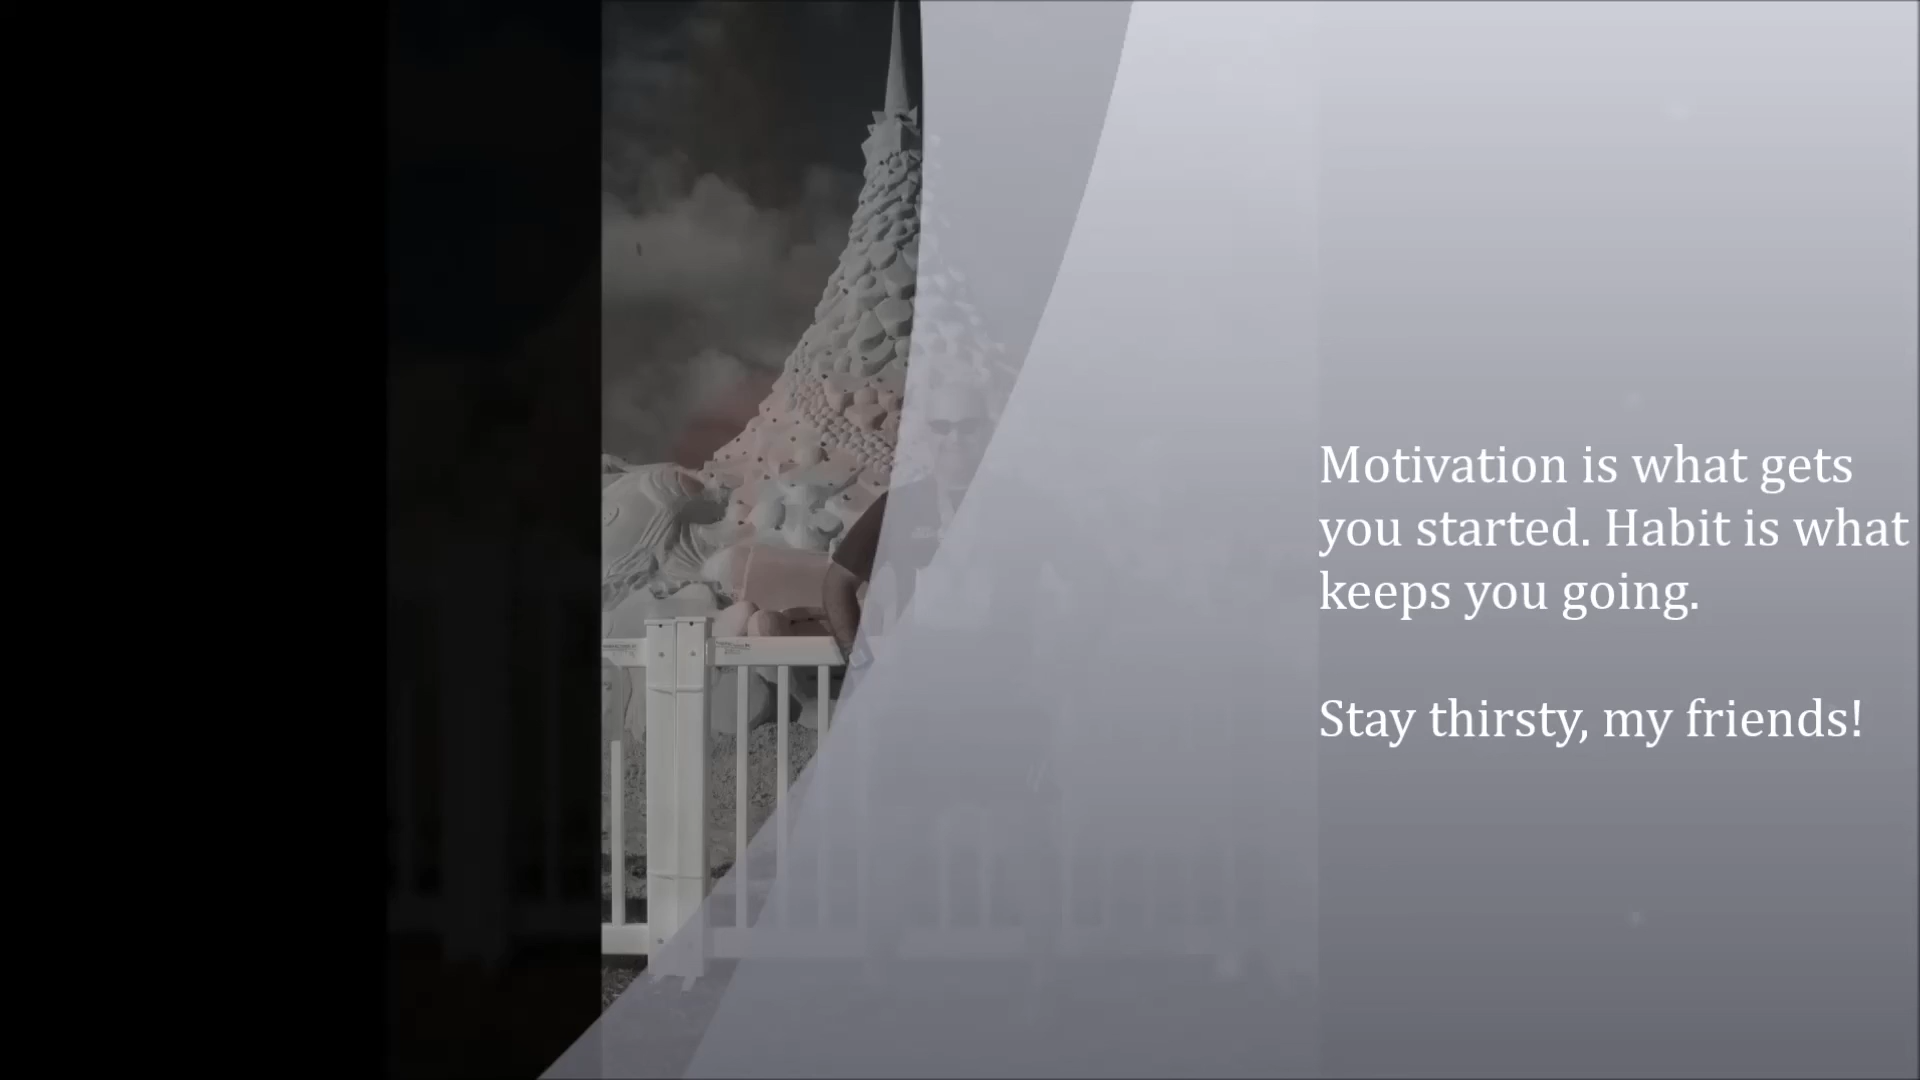 Motivation is what gets
you started. Habit is what
keeps you going.
Stay thirsty, my friends!